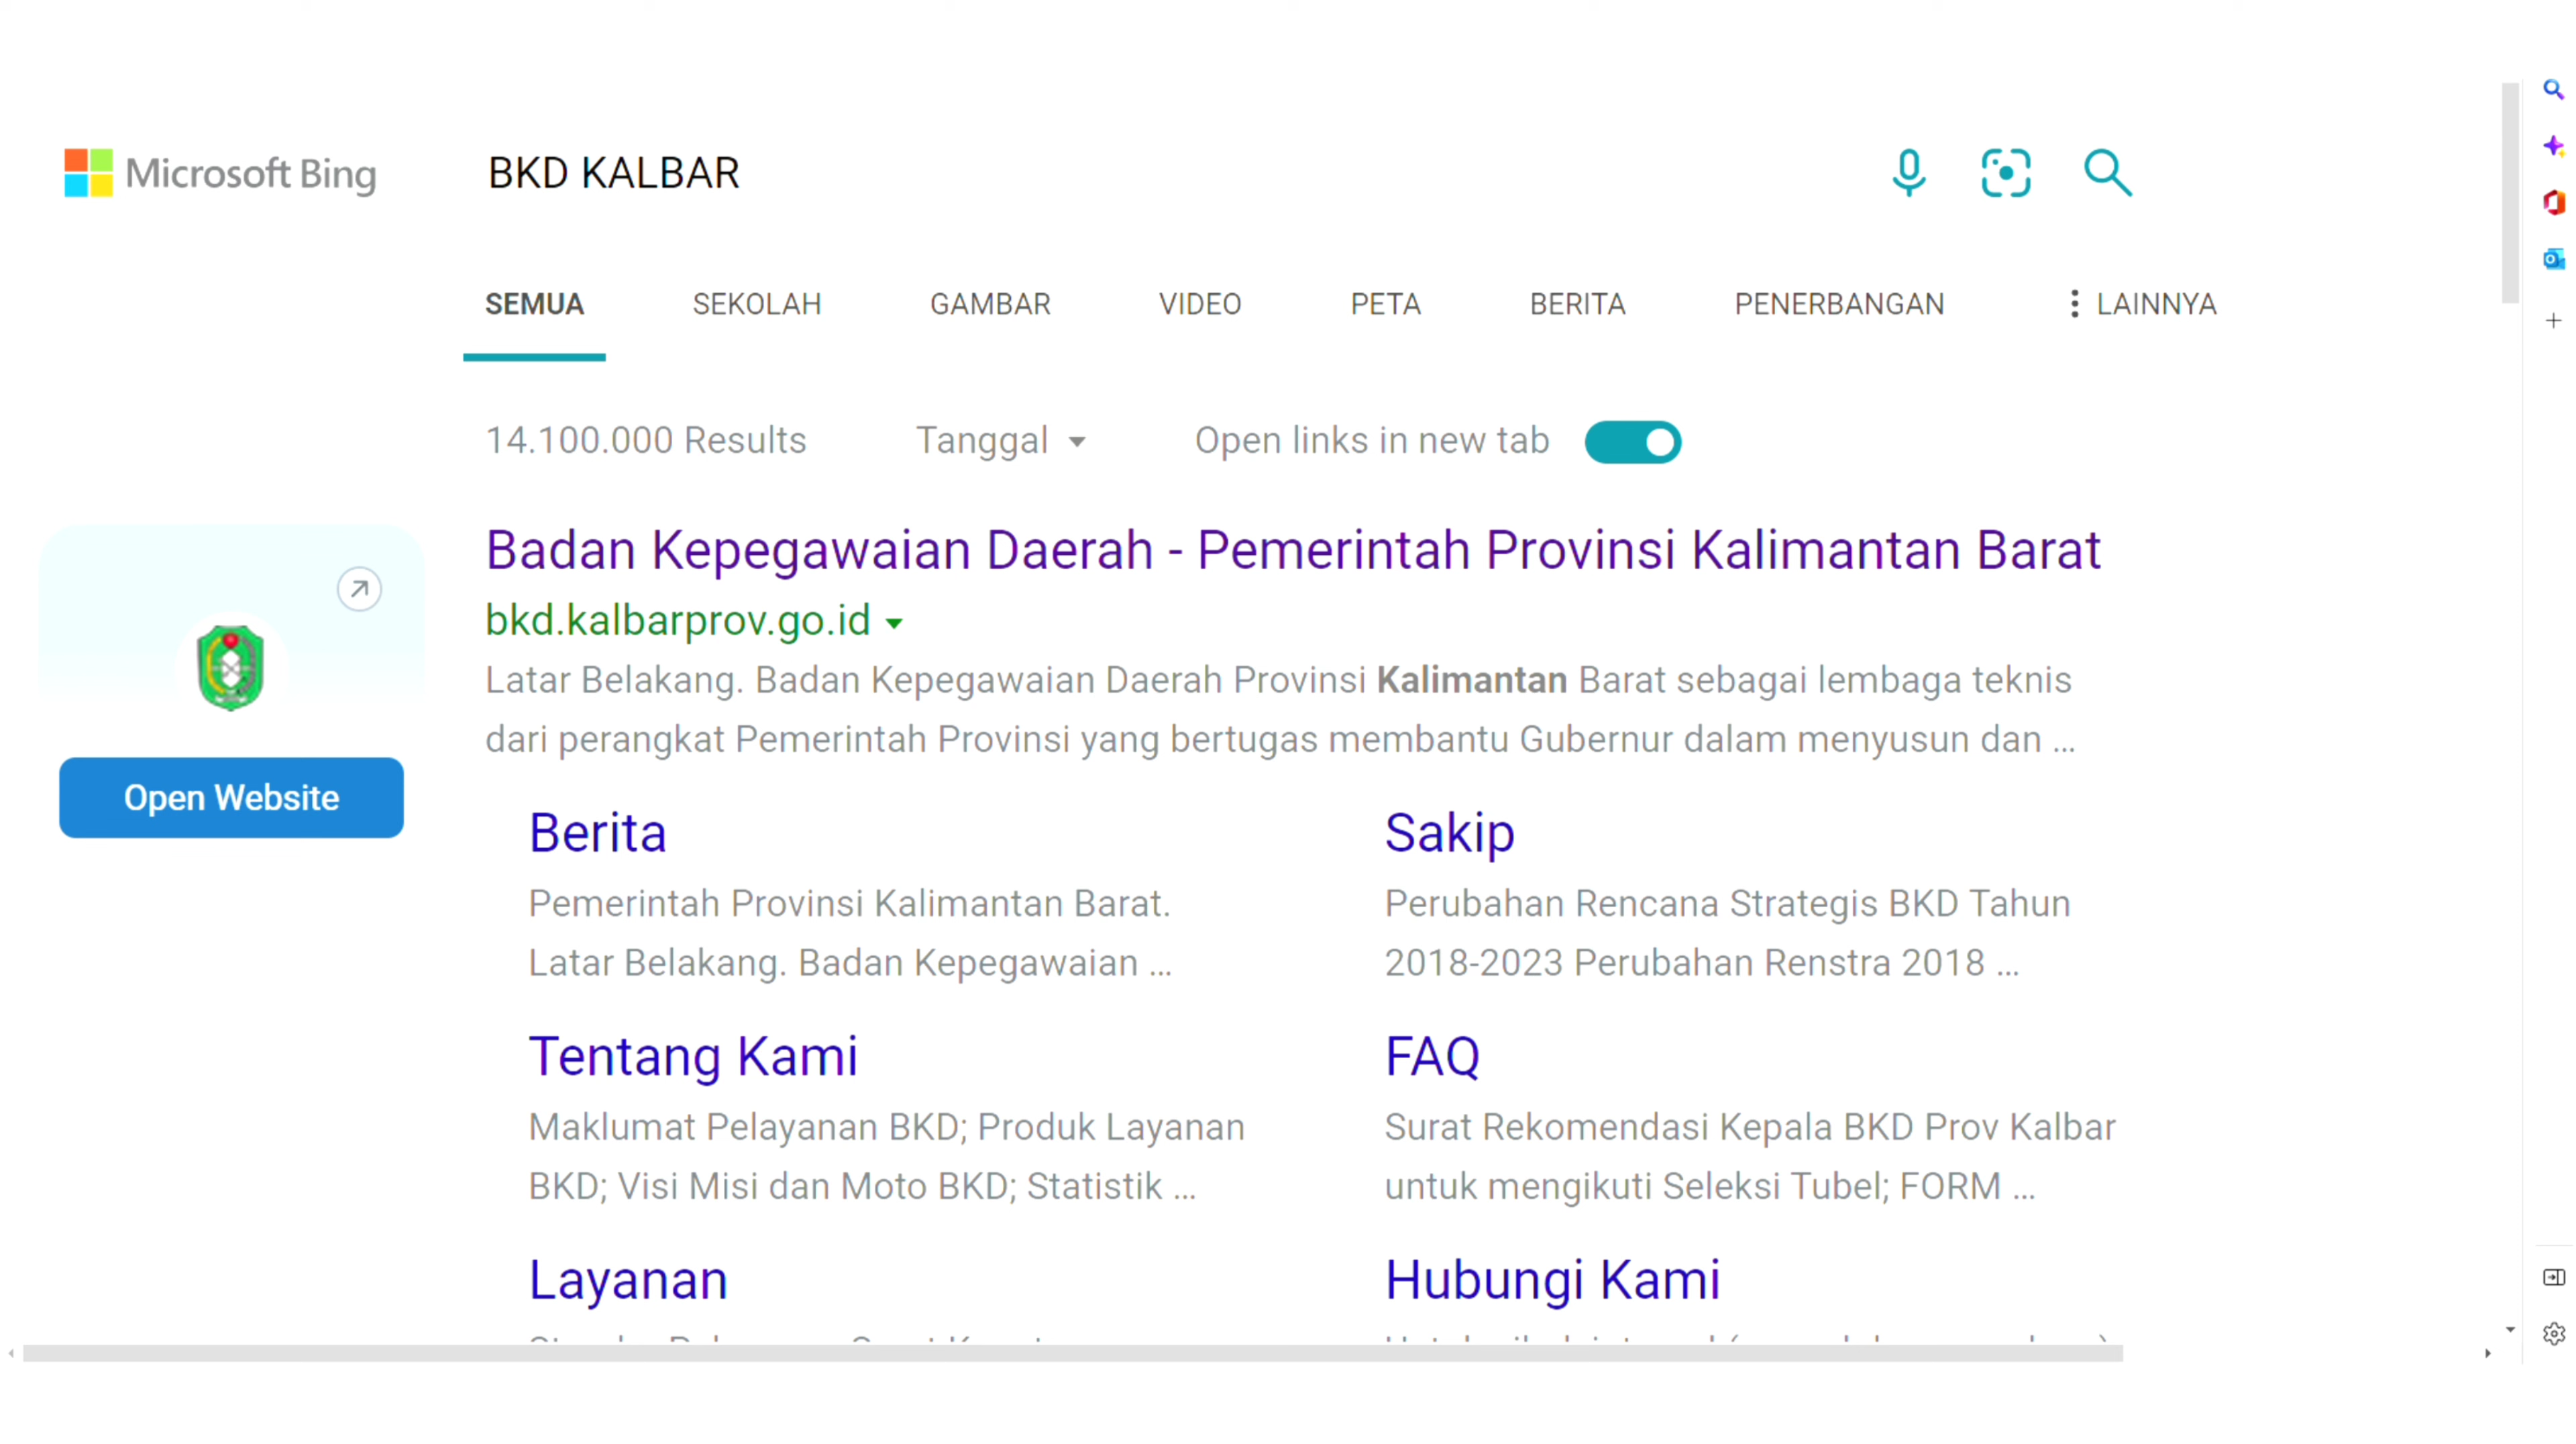 Microsoft Bing
BKD KALBAR
SEMUA SEKOLAH GAMBAR VIDEO PETA BERITA PENERBANGAN LAINNYA
14.100.000 Results Tanggal Open links in new tab
Badan Kepegawaian Daerah - Pemerintah Provinsi Kalimantan Barat
bkd.kalbarprov.go.id
Latar Belakang. Badan Kepegawaian Daerah Provinsi Kalimantan Barat sebagai lembaga teknis
dari perangkat Pemerintah Provinsi yang bertugas membantu Gubernur dalam menyusun dan ...
Open Website
Berita
Pemerintah Provinsi Kalimantan Barat.
Latar Belakang. Badan Kepegawaian ...
Sakip
Perubahan Rencana Strategis BKD Tahun
2018-2023 Perubahan Renstra 2018 ...
Tentang Kami
Maklumat Pelayanan BKD; Produk Layanan
BKD; Visi Misi dan Moto BKD; Statistik ...
FAQ
Surat Rekomendasi Kepala BKD Prov Kalbar
untuk mengikuti Seleksi Tubel; FORM ...
Layanan
Hubungi Kami